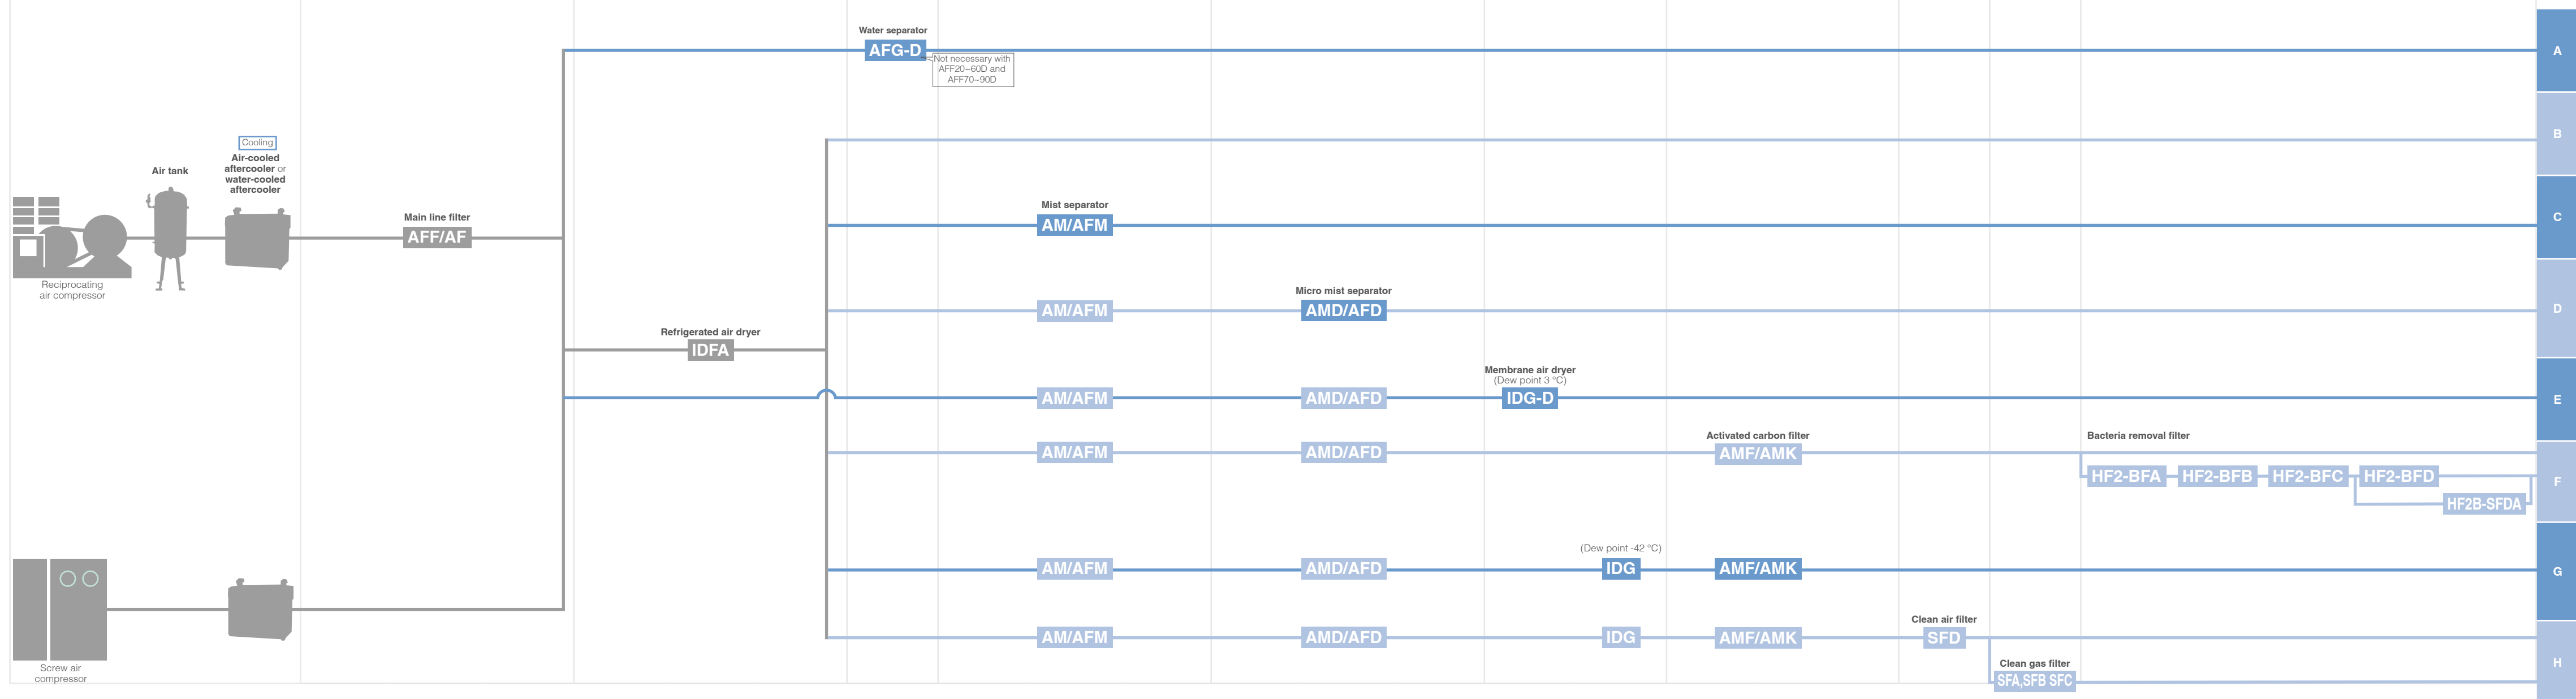 Water separator
AFG-D
Not necessary with
AFF20~60D and
AFF70~90D
A
B
Cooling
Air-cooled
aftercooler or
water-cooled
aftercooler
Air tank
Reciprocating
air compressor
Main line filter
AFF/AF
Mist separator
AM/AFM
C
Micro mist separator
AM/AFM
AMD/AFD
D
Refrigerated air dryer
IDFA
Membrane air dryer
(Dew point 3 °C)
AM/AFM
AMD/AFD
IDG-D
E
Activated carbon filter
Bacteria removal filter
AM/AFM
AMD/AFD
AMF/AMK
HF2-BFA
HF2-BFB
HF2-BFC
HF2-BFD
HF2B-SFDA
F
(Dew point -42 °C)
AM/AFM
AMD/AFD
IDG
AMF/AMK
G
Clean air filter
AM/AFM
AMD/AFD
IDG
AMF/AMK
SFD
Clean gas filter
SFA,SFB SFC
H
Screw air
compressor